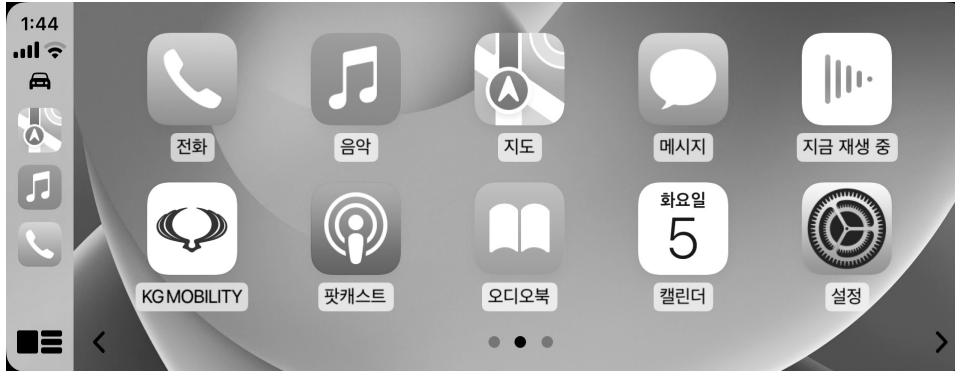 1:44
전화
음악
지도
메시지
지금 재생 중
화요일
5
KG MOBILITY
팟캐스트
오디오북
캘린더
설정